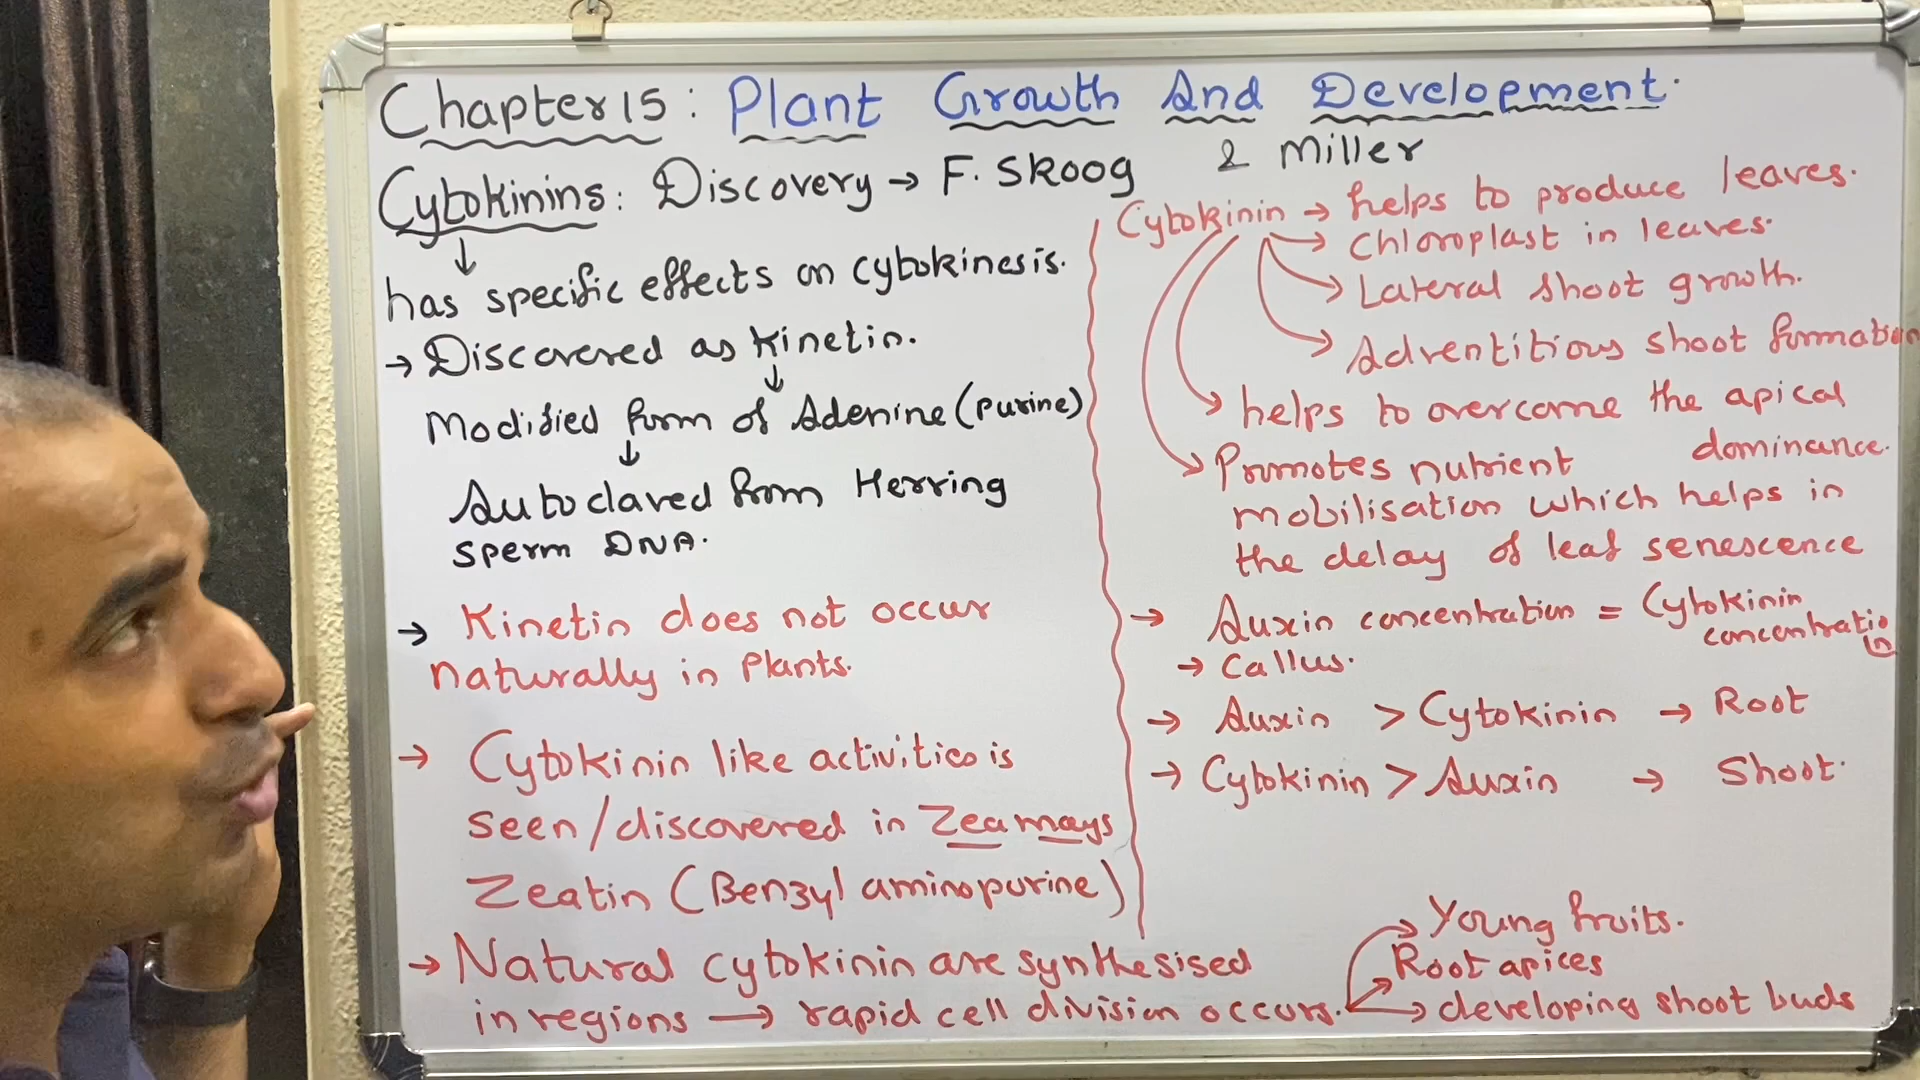 Chapter 15: Plant Growth And Development.
Cytokinins: Discovery → F. Skoog & Miller
↓
has specific effects on cytokinesis.
→ Discovered as Kinetin.
↓
Modified form of Adenine (purine)
↓
Autoclaved from Herring
sperm DNA.
→ Kinetin does not occur
naturally in Plants.
→ Cytokinin like activities is
seen/discovered in Zea mays
Zeatin (Benzyl aminopurine)
→ Natural cytokinin are synthesised
in regions → rapid cell division occurs.
→ Young fruits.
→ Root apices
→ developing shoot buds
Cytokinin → helps to produce leaves.
→ Chloroplast in leaves.
→ Lateral shoot growth.
→ Adventitious shoot formation
→ helps to overcome the apical
dominance.
→ Promotes nutrient
mobilisation which helps in
the delay of leaf senescence
→ Auxin concentration = Cytokinin
concentration
→ callus.
→ Auxin > Cytokinin → Root
→ Cytokinin > Auxin → Shoot.